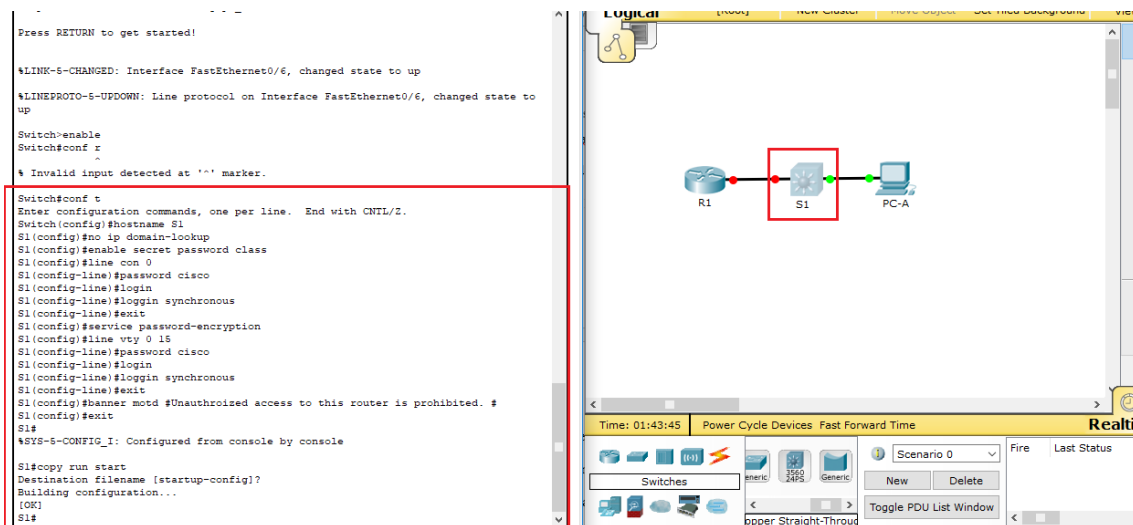 Press RETURN to get started!
%LINK-5-CHANGED: Interface FastEthernet0/6, changed state to up
%LINEPROTO-5-UPDOWN: Line protocol on Interface FastEthernet0/6, changed state to
up
Switch>enable
Switch#conf r
^
% Invalid input detected at '^' marker.
Switch#conf t
Enter configuration commands, one per line.  End with CNTL/Z.
Switch(config)#hostname S1
S1(config)#no ip domain-lookup
S1(config)#enable secret password class
S1(config)#line con 0
S1(config-line)#password cisco
S1(config-line)#login
S1(config-line)#loggin synchronous
S1(config-line)#exit
S1(config)#service password-encryption
S1(config)#line vty 0 15
S1(config-line)#password cisco
S1(config-line)#login
S1(config-line)#loggin synchronous
S1(config-line)#exit
S1(config)#banner motd #Unauthroized access to this router is prohibited. #
S1(config)#exit
S1#
%SYS-5-CONFIG_I: Configured from console by console
S1#copy run start
Destination filename [startup-config]?
Building configuration...
[OK]
S1#
Logical [Root] New Cluster Move Object Set Tiled Background
R1 S1 PC-A
Time: 01:43:45 Power Cycle Devices Fast Forward Time
Switches
3560
24PS
Generic
Scenario 0
New Delete
Toggle PDU List Window
Fire Last Status